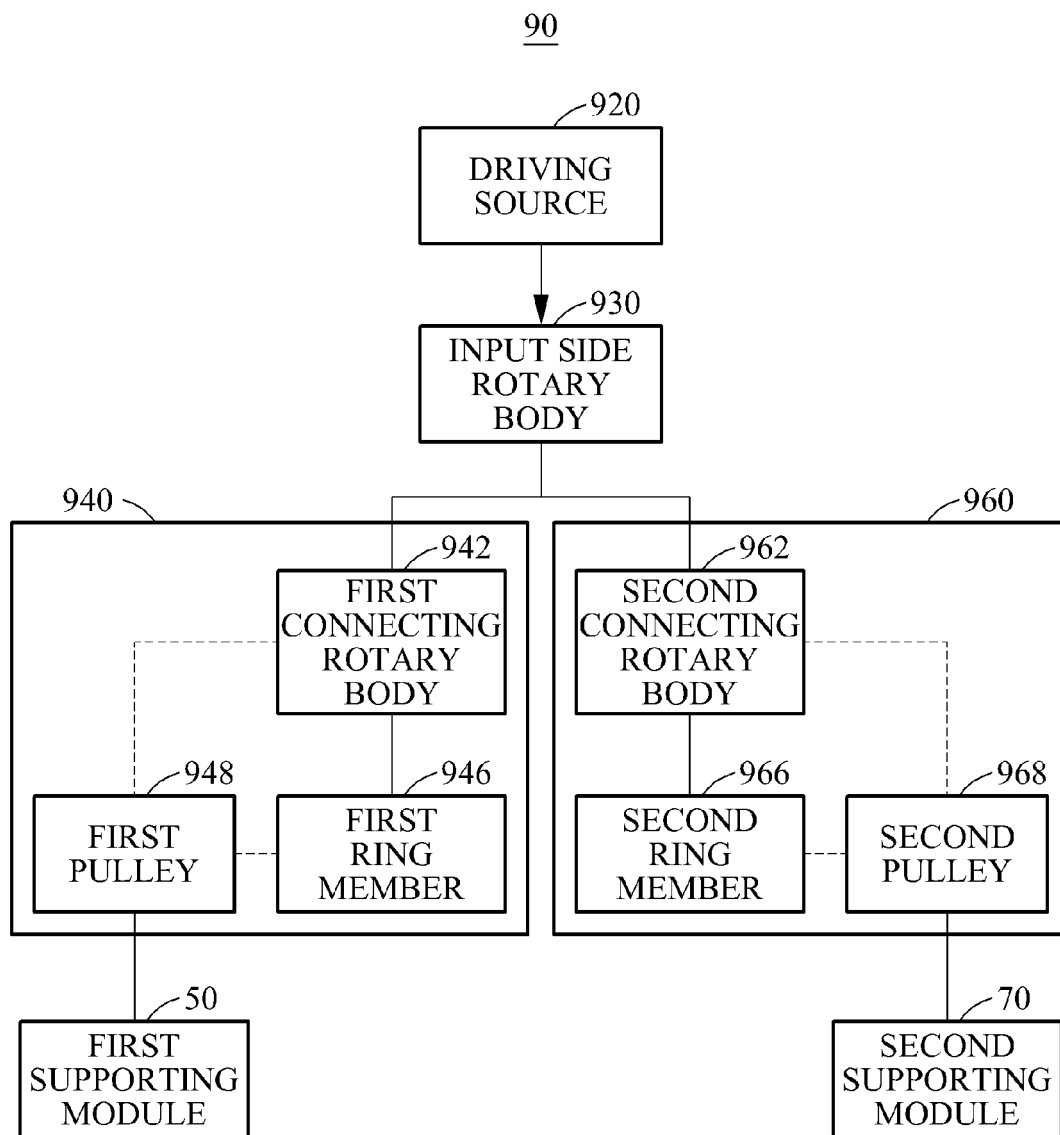 90
920
DRIVING
SOURCE
930
INPUT SIDE
ROTARY
BODY
940
960
942
FIRST
CONNECTING
ROTARY
BODY
962
SECOND
CONNECTING
ROTARY
BODY
948
FIRST
PULLEY
946
FIRST
RING
MEMBER
966
SECOND
RING
MEMBER
968
SECOND
PULLEY
50
FIRST
SUPPORTING
MODULE
70
SECOND
SUPPORTING
MODULE